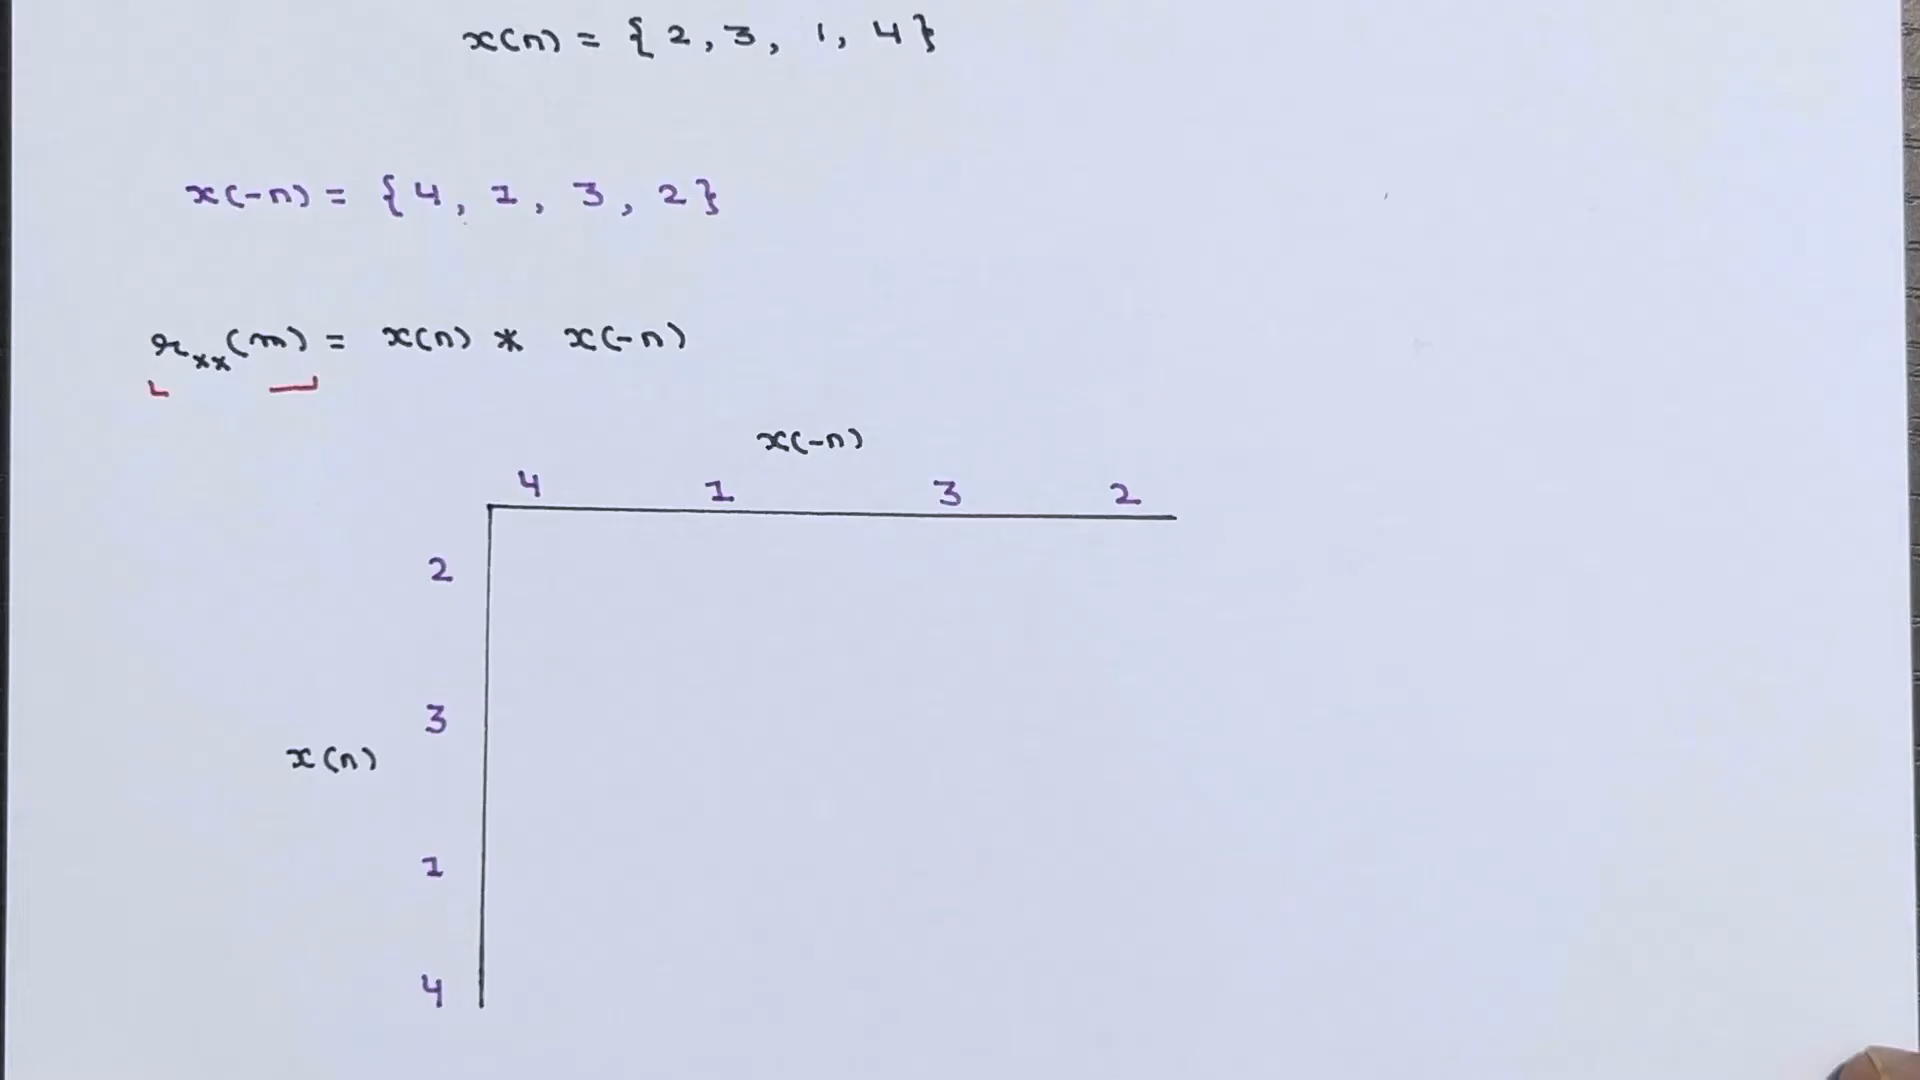 x(n) = {2, 3, 1, 4}
x(-n) = {4, 1, 3, 2}
r_xx(m) = x(n) * x(-n)
x(-n)
4 1 3 2
2
3
x(n)
1
4